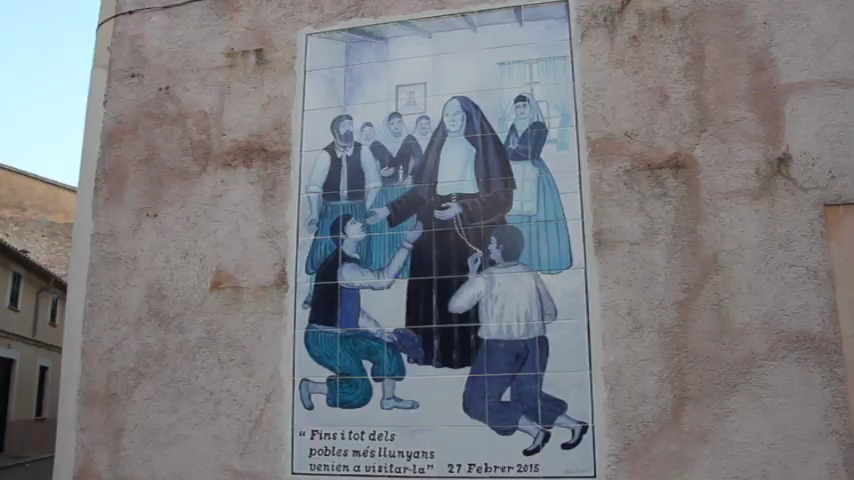 “Fins i tot dels
pobles més llunyans
venien a visitar-la” 27 Febrer 2015